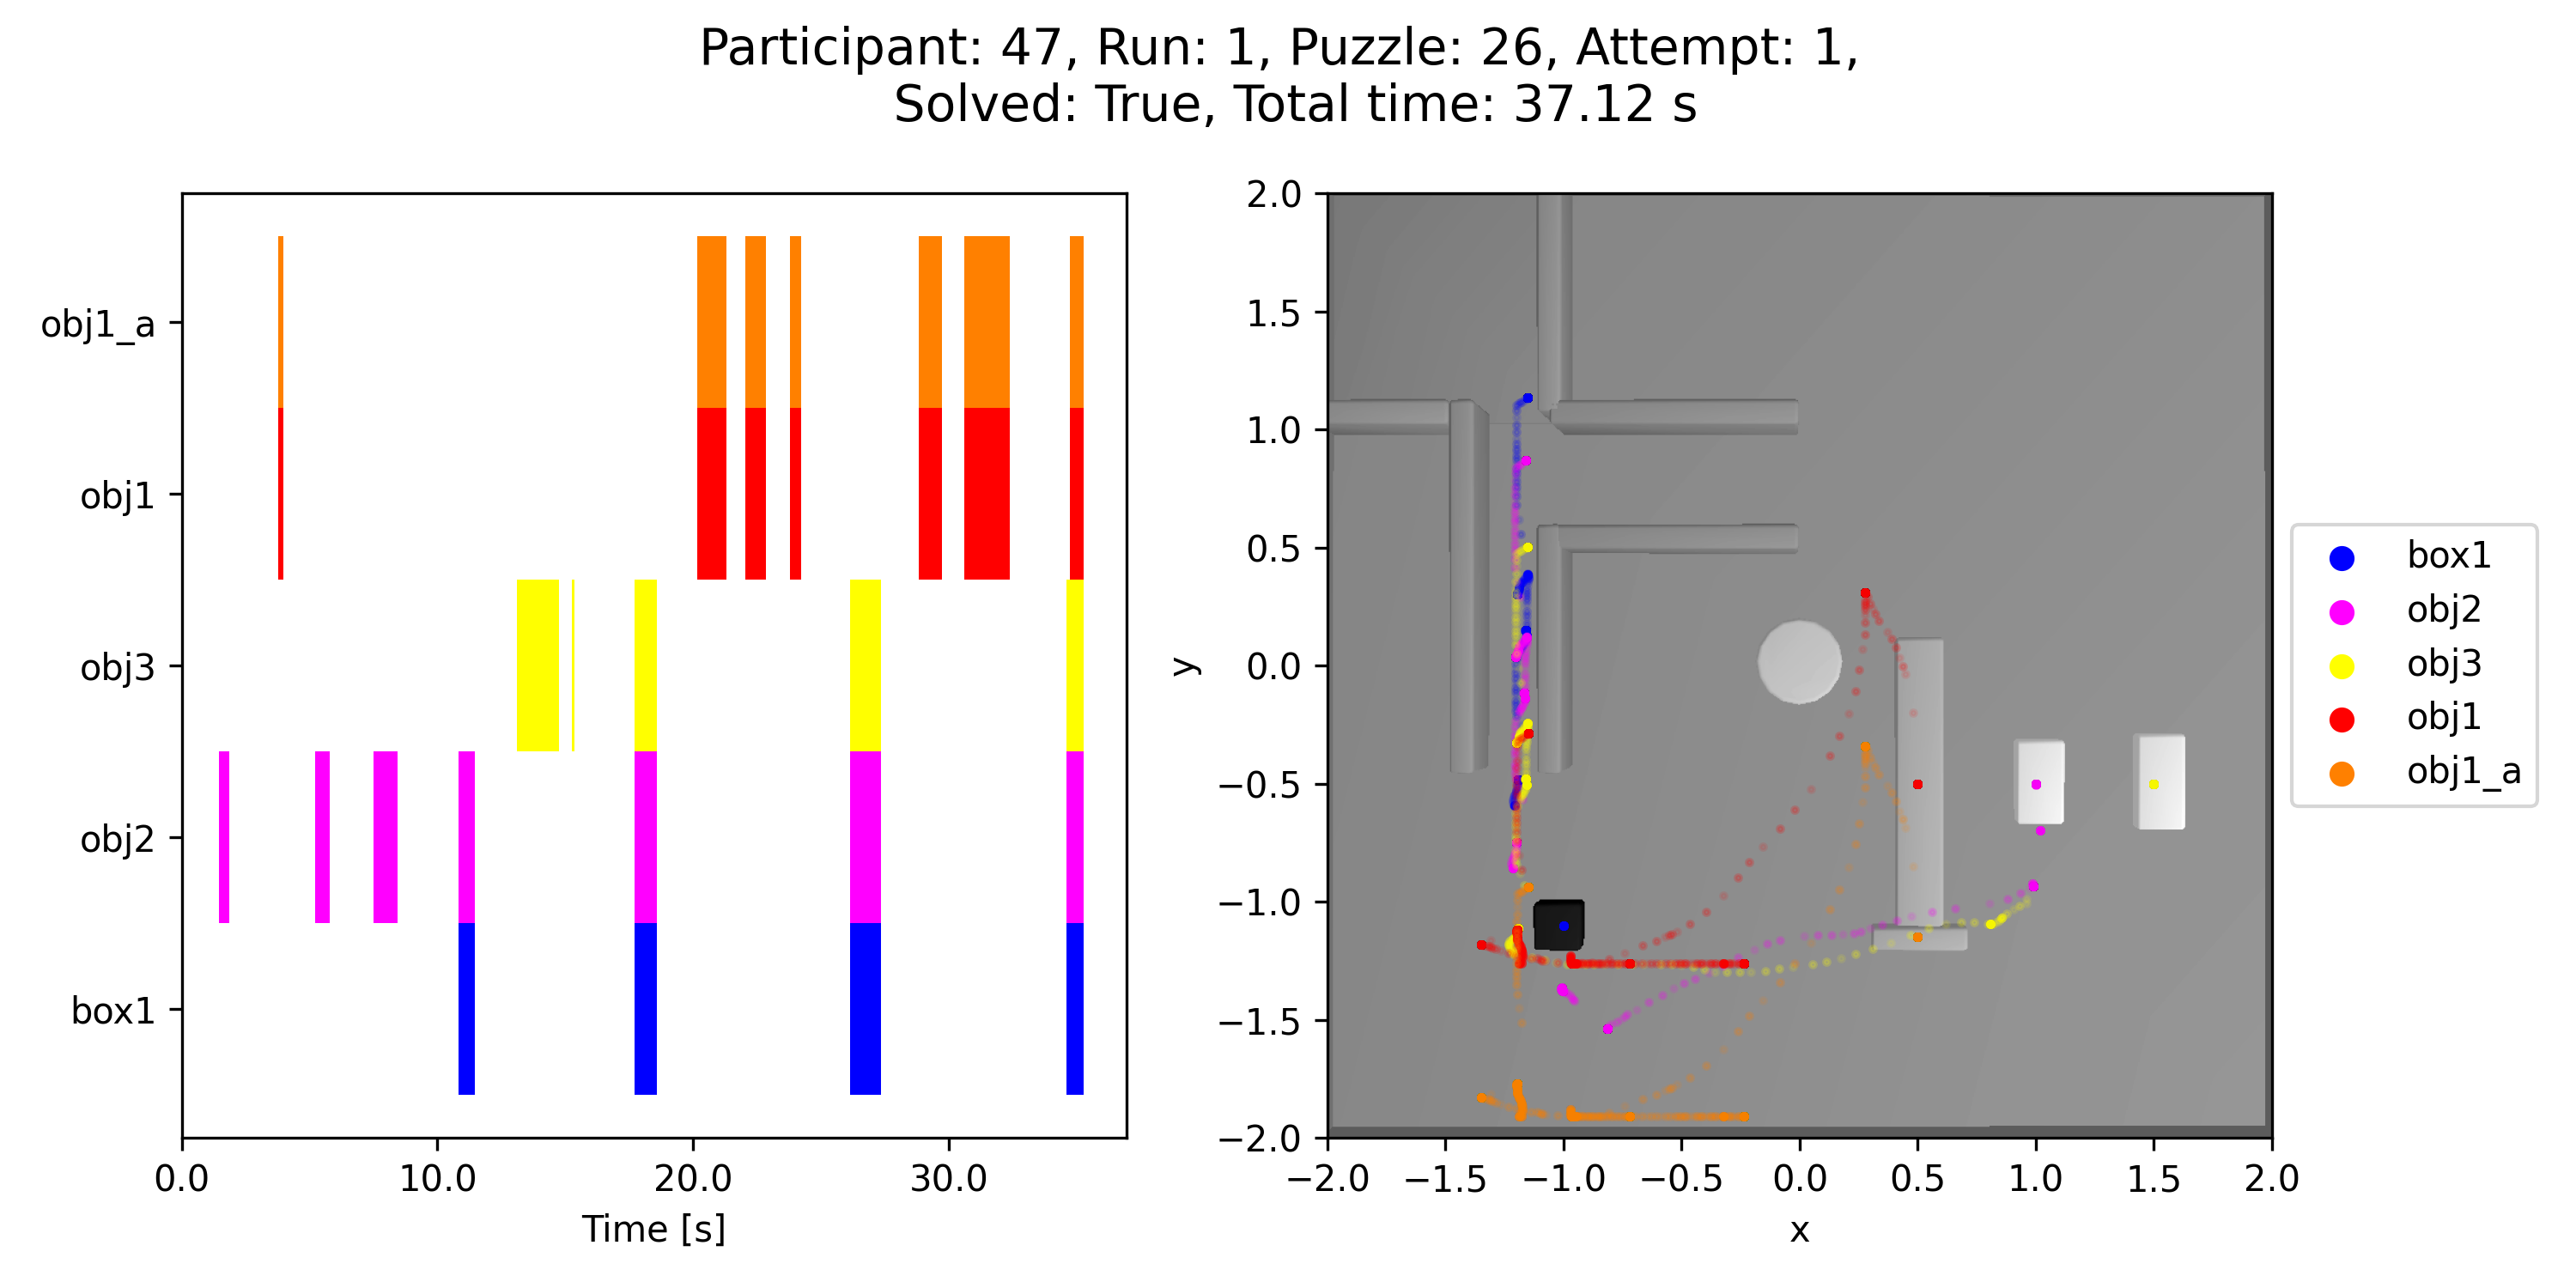 Participant: 47, Run: 1, Puzzle: 26, Attempt: 1,
Solved: True, Total time: 37.12 s
obj1_a
obj1
obj3
obj2
box1
0.0 10.0 20.0 30.0
Time [s]
2.0
1.5
1.0
0.5
0.0
−0.5
−1.0
−1.5
−2.0
y
−2.0 −1.5 −1.0 −0.5 0.0 0.5 1.0 1.5 2.0
x
box1
obj2
obj3
obj1
obj1_a